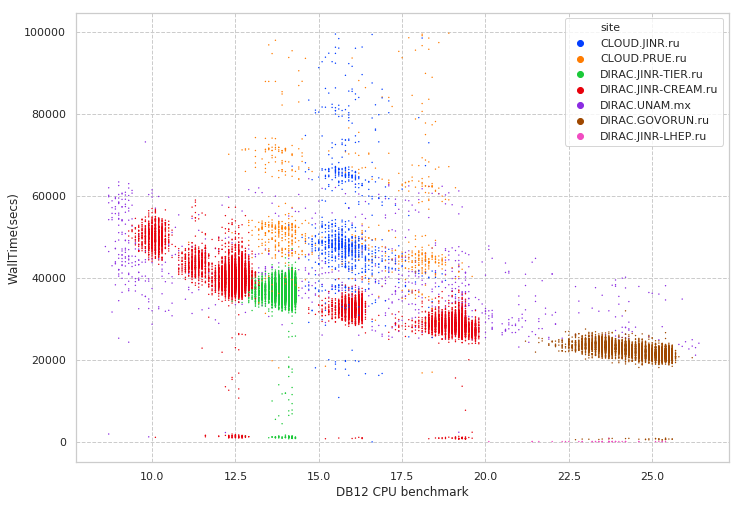 site
CLOUD.JINR.ru
CLOUD.PRUE.ru
DIRAC.JINR-TIER.ru
DIRAC.JINR-CREAM.ru
DIRAC.UNAM.mx
DIRAC.GOVORUN.ru
DIRAC.JINR-LHEP.ru
WallTime(secs)
100000
80000
60000
40000
20000
0
10.0 12.5 15.0 17.5 20.0 22.5 25.0
DB12 CPU benchmark